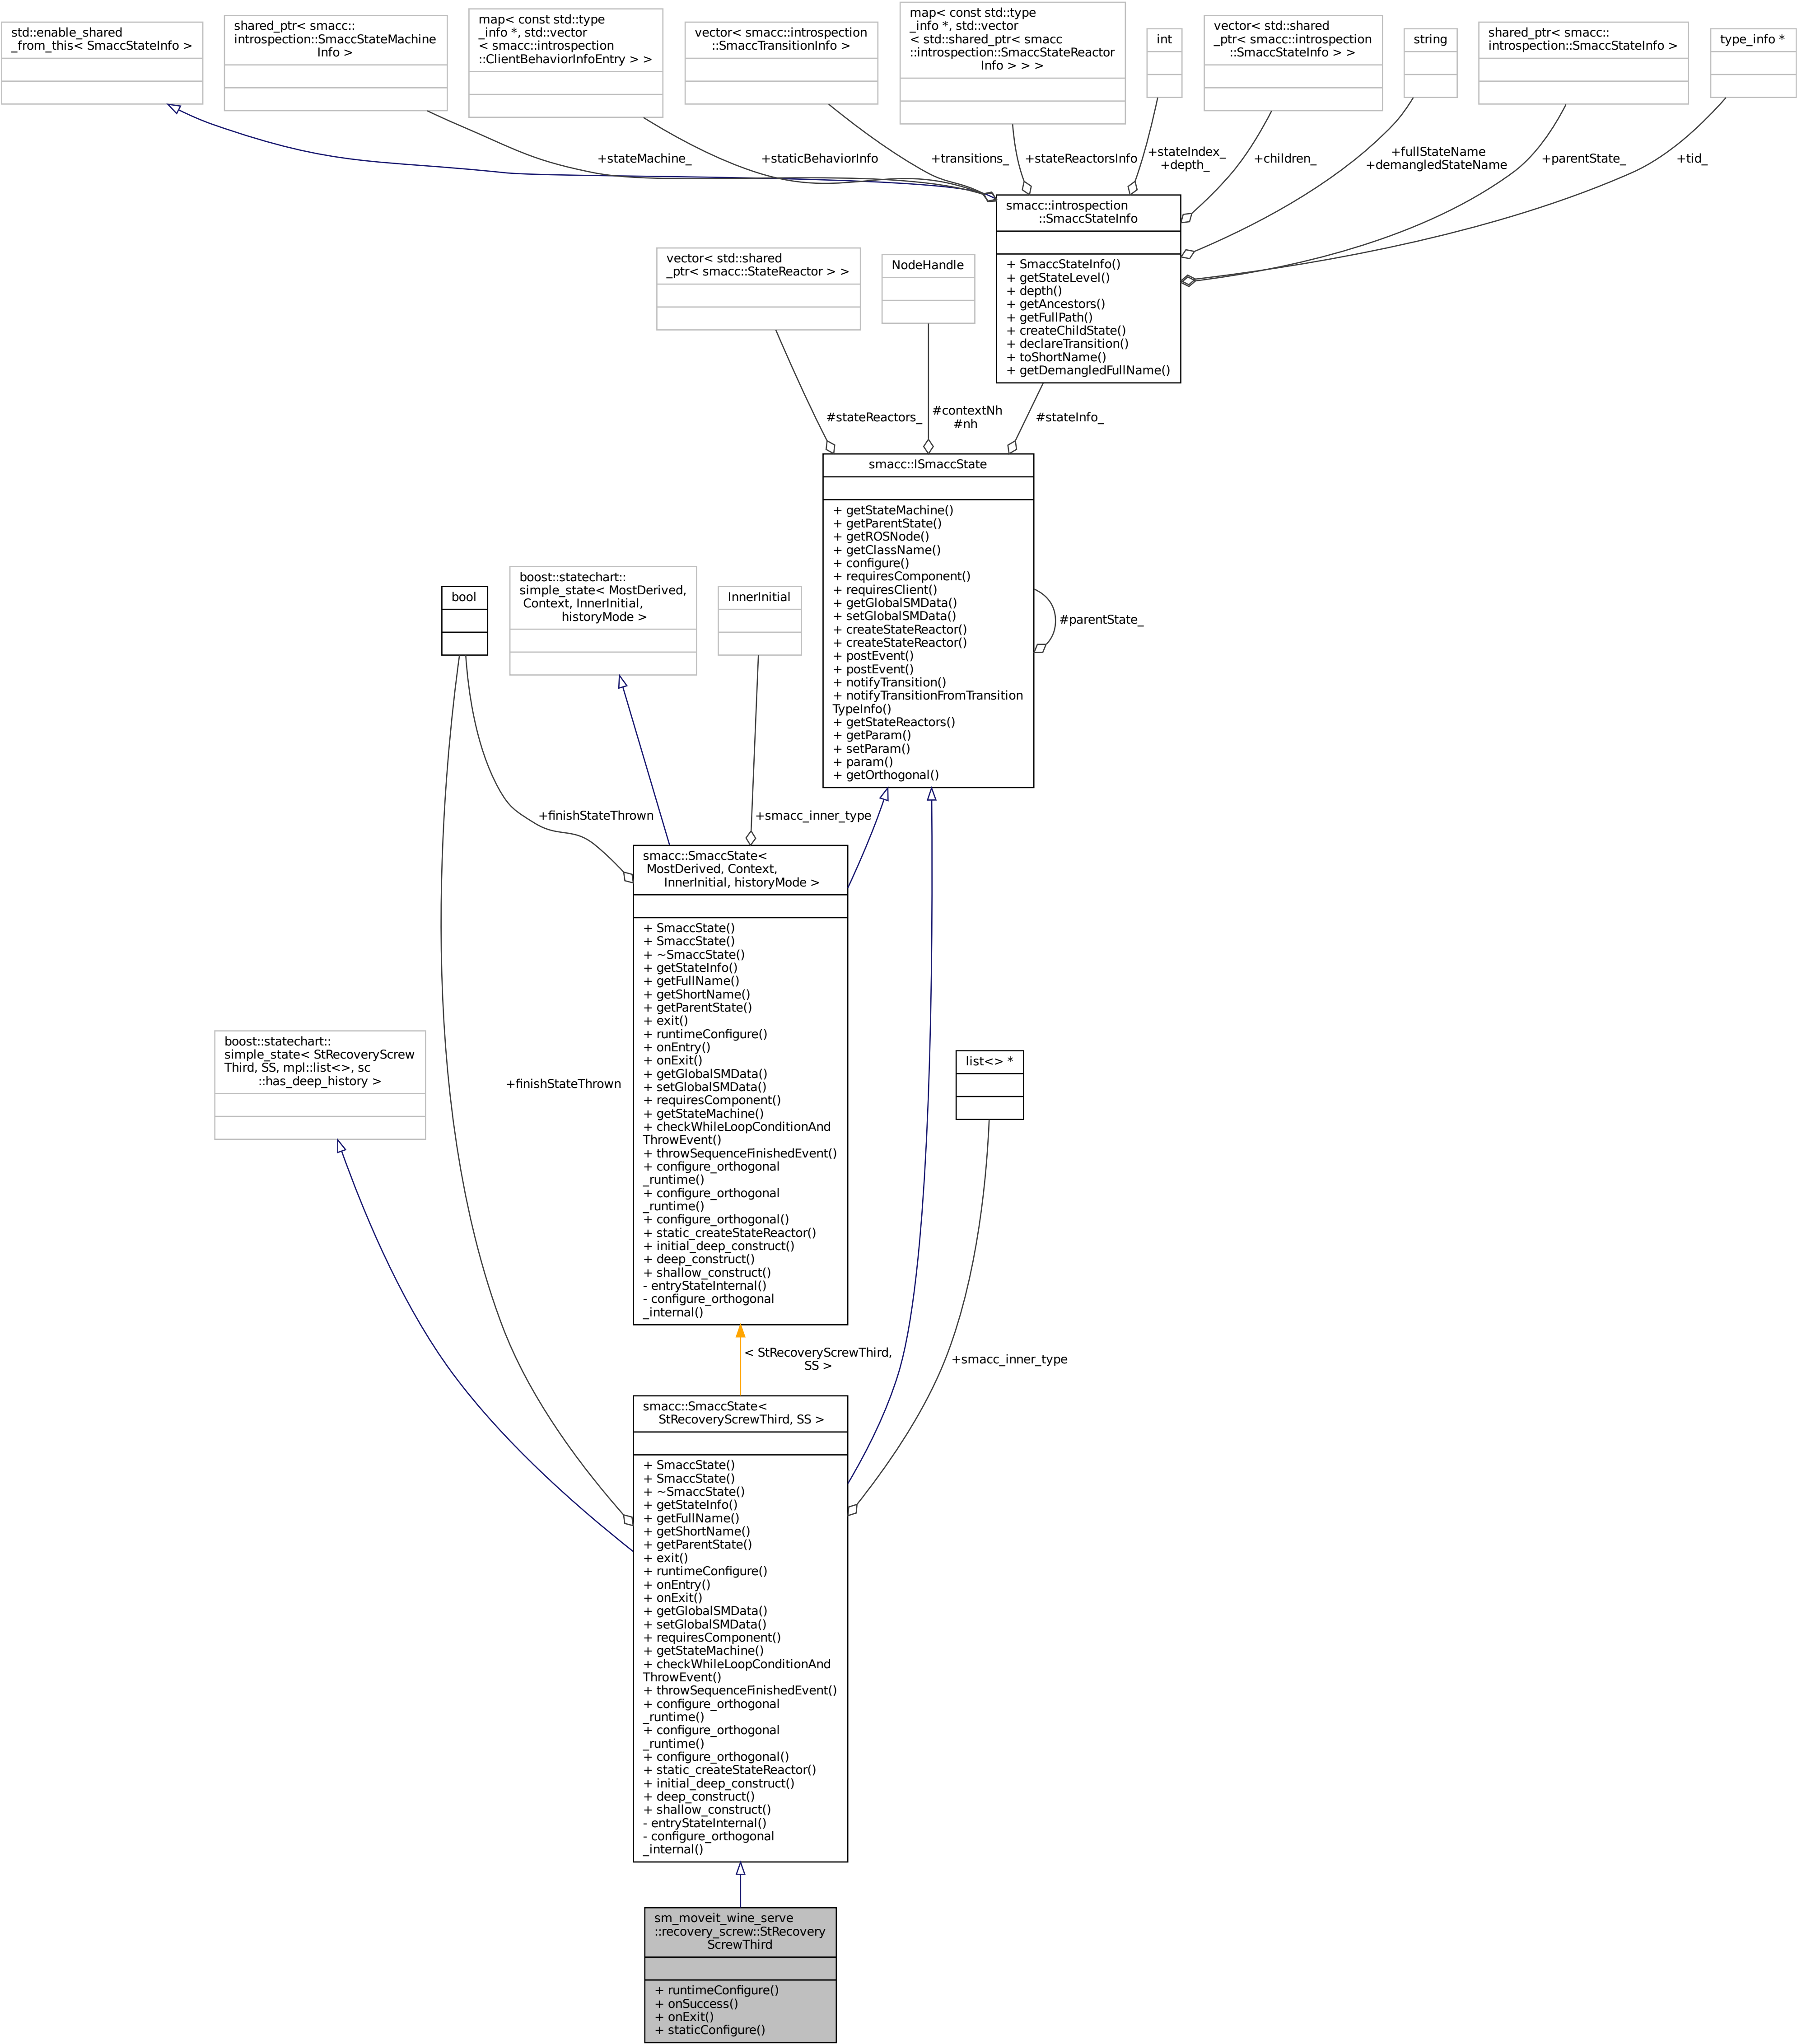 std::enable_shared
_from_this< SmaccStateInfo >
shared_ptr< smacc::
introspection::SmaccStateMachine
Info >
map< const std::type
_info *, std::vector
< smacc::introspection
::ClientBehaviorInfoEntry > >
vector< smacc::introspection
::SmaccTransitionInfo >
map< const std::type
_info *, std::vector
< std::shared_ptr< smacc
::introspection::SmaccStateReactor
Info > > >
int
vector< std::shared
_ptr< smacc::introspection
::SmaccStateInfo > >
string
shared_ptr< smacc::
introspection::SmaccStateInfo >
type_info *
+stateMachine_
+staticBehaviorInfo
+transitions_
+stateReactorsInfo
+stateIndex_
+depth_
+children_
+fullStateName
+demangledStateName
+parentState_
+tid_
smacc::introspection
::SmaccStateInfo
+ SmaccStateInfo()
+ getStateLevel()
+ depth()
+ getAncestors()
+ getFullPath()
+ createChildState()
+ declareTransition()
+ toShortName()
+ getDemangledFullName()
vector< std::shared
_ptr< smacc::StateReactor > >
NodeHandle
#stateReactors_
#contextNh
#nh
#stateInfo_
smacc::ISmaccState
+ getStateMachine()
+ getParentState()
+ getROSNode()
+ getClassName()
+ configure()
+ requiresComponent()
+ requiresClient()
+ getGlobalSMData()
+ setGlobalSMData()
+ createStateReactor()
+ createStateReactor()
+ postEvent()
+ postEvent()
+ notifyTransition()
+ notifyTransitionFromTransition
TypeInfo()
+ getStateReactors()
+ getParam()
+ setParam()
+ param()
+ getOrthogonal()
#parentState_
bool
boost::statechart::
simple_state< MostDerived,
Context, InnerInitial,
historyMode >
InnerInitial
+finishStateThrown
+smacc_inner_type
smacc::SmaccState<
MostDerived, Context,
InnerInitial, historyMode >
+ SmaccState()
+ SmaccState()
+ ~SmaccState()
+ getStateInfo()
+ getFullName()
+ getShortName()
+ getParentState()
+ exit()
+ runtimeConfigure()
+ onEntry()
+ onExit()
+ getGlobalSMData()
+ setGlobalSMData()
+ requiresComponent()
+ getStateMachine()
+ checkWhileLoopConditionAnd
ThrowEvent()
+ throwSequenceFinishedEvent()
+ configure_orthogonal
_runtime()
+ configure_orthogonal
_runtime()
+ configure_orthogonal()
+ static_createStateReactor()
+ initial_deep_construct()
+ deep_construct()
+ shallow_construct()
- entryStateInternal()
- configure_orthogonal
_internal()
boost::statechart::
simple_state< StRecoveryScrew
Third, SS, mpl::list<>, sc
::has_deep_history >
+finishStateThrown
list<> *
< StRecoveryScrewThird,
SS >
+smacc_inner_type
smacc::SmaccState<
StRecoveryScrewThird, SS >
+ SmaccState()
+ SmaccState()
+ ~SmaccState()
+ getStateInfo()
+ getFullName()
+ getShortName()
+ getParentState()
+ exit()
+ runtimeConfigure()
+ onEntry()
+ onExit()
+ getGlobalSMData()
+ setGlobalSMData()
+ requiresComponent()
+ getStateMachine()
+ checkWhileLoopConditionAnd
ThrowEvent()
+ throwSequenceFinishedEvent()
+ configure_orthogonal
_runtime()
+ configure_orthogonal
_runtime()
+ configure_orthogonal()
+ static_createStateReactor()
+ initial_deep_construct()
+ deep_construct()
+ shallow_construct()
- entryStateInternal()
- configure_orthogonal
_internal()
sm_moveit_wine_serve
::recovery_screw::StRecovery
ScrewThird
+ runtimeConfigure()
+ onSuccess()
+ onExit()
+ staticConfigure()